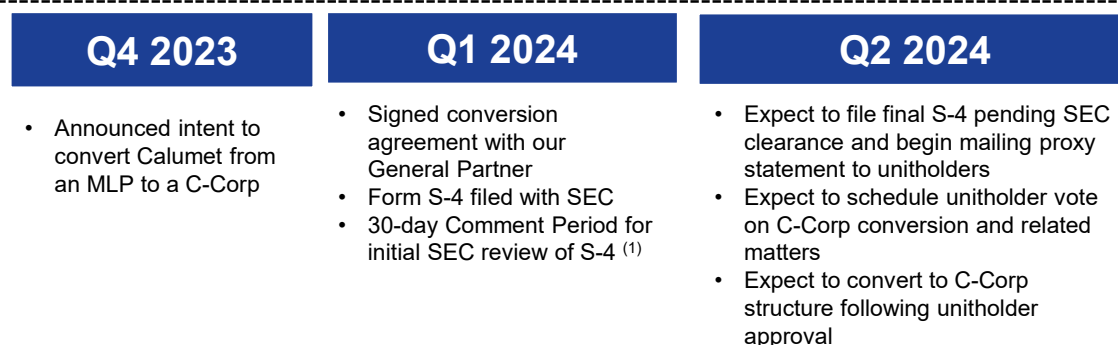 Q4 2023
• Announced intent to
convert Calumet from
an MLP to a C-Corp
Q1 2024
• Signed conversion
agreement with our
General Partner
• Form S-4 filed with SEC
• 30-day Comment Period for
initial SEC review of S-4 (1)
Q2 2024
• Expect to file final S-4 pending SEC
clearance and begin mailing proxy
statement to unitholders
• Expect to schedule unitholder vote
on C-Corp conversion and related
matters
• Expect to convert to C-Corp
structure following unitholder
approval